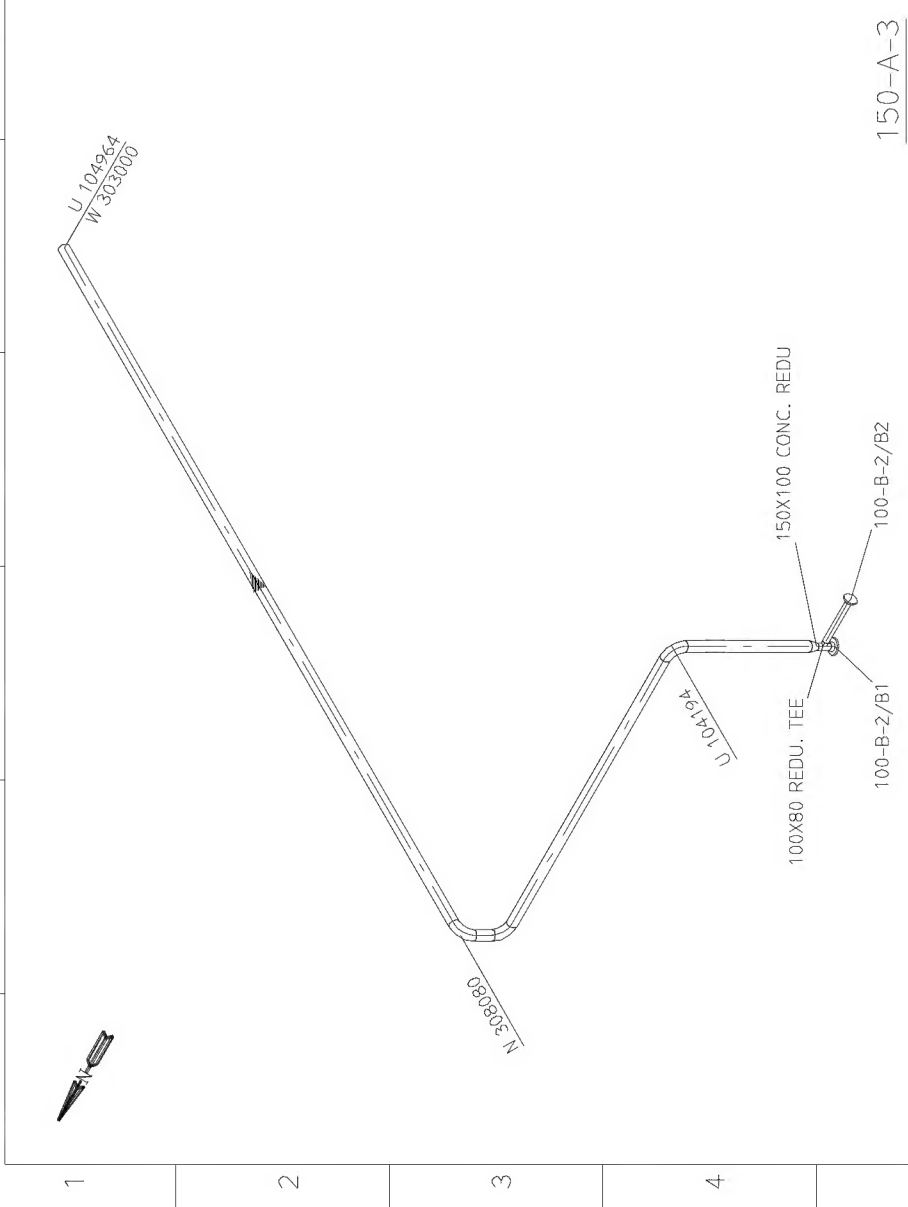 U 104964
W 303000
N
N 308080
U 104194
150X100 CONC. REDU
100X80 REDU. TEE
100-B-2/B2
100-B-2/B1
150-A-3
1
2
3
4